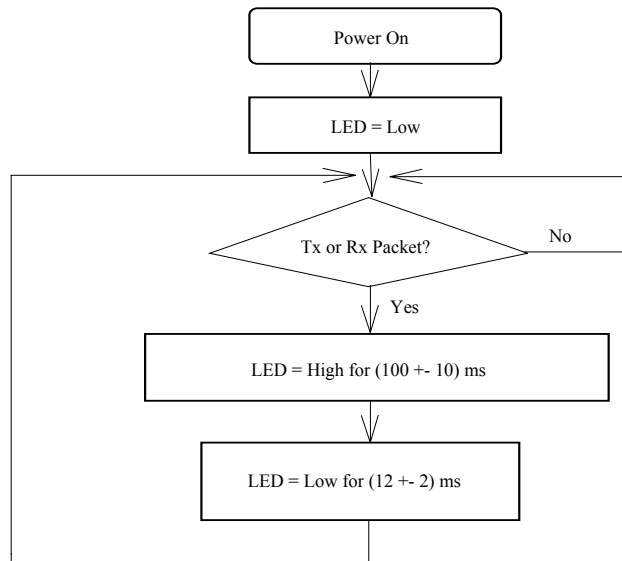 Power On
LED = Low
Tx or Rx Packet?
No
Yes
LED = High for (100 +- 10) ms
LED = Low for (12 +- 2) ms